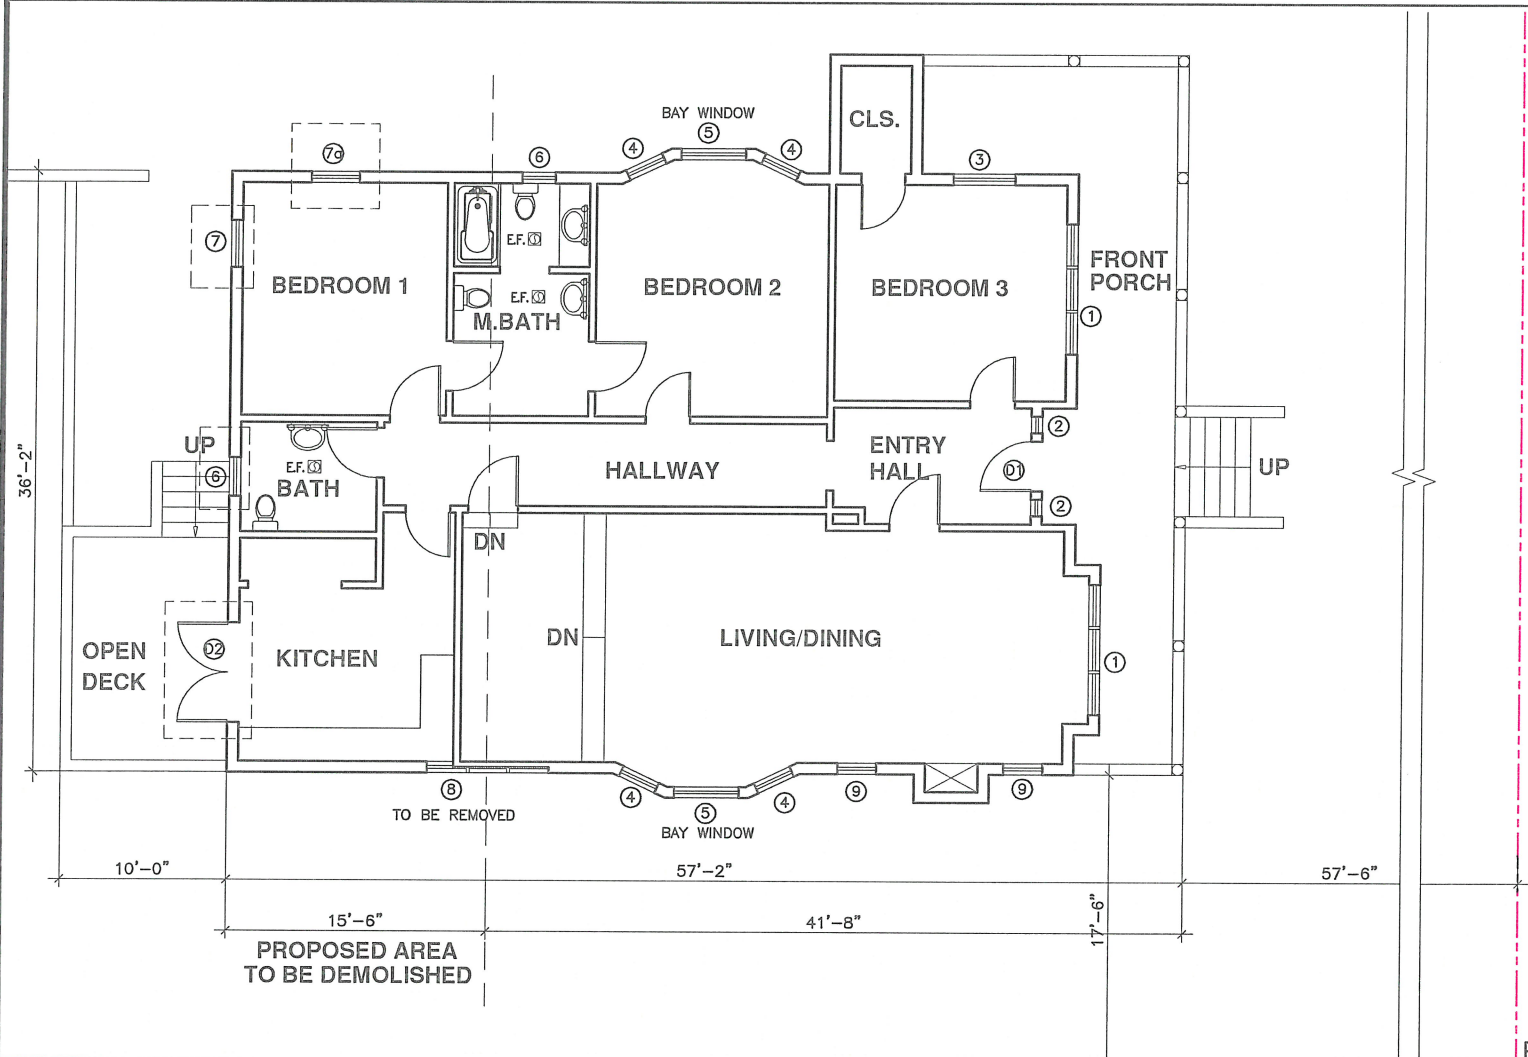 BAY WINDOW
5
4
4
CLS.
7a
6
3
7
E.F.
BEDROOM 1
E.F.
M.BATH
BEDROOM 2
BEDROOM 3
FRONT
PORCH
1
UP
2
ENTRY
HALL
D1
UP
36'-2"
6
E.F.
BATH
HALLWAY
2
DN
OPEN
DECK
D2
KITCHEN
DN
LIVING/DINING
1
8
TO BE REMOVED
4
5
4
BAY WINDOW
9
9
10'-0"
57'-2"
57'-6"
15'-6"
41'-8"
17'-6"
PROPOSED AREA
TO BE DEMOLISHED